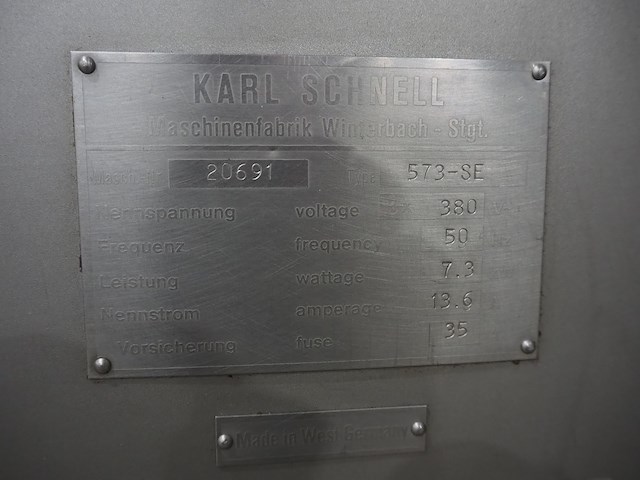 KARL SCHNELL
Maschinenfabrik Winterbach - Stgt.
20691 573-SE
Nennspannung voltage 380
Frequenz frequency 50
Leistung wattage 7.3
Nennstrom amperage 13.6
Vorsicherung fuse 35
Made in West Germany